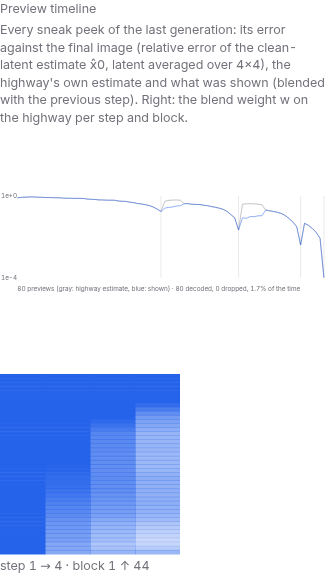 Preview timeline
Every sneak peek of the last generation: its error
against the final image (relative error of the clean-
latent estimate x̂0, latent averaged over 4×4), the
highway's own estimate and what was shown (blended
with the previous step). Right: the blend weight w on
the highway per step and block.
1e+0
1e-4
80 previews (gray: highway estimate, blue: shown) · 80 decoded, 0 dropped, 1.7% of the time
step 1 → 4 · block 1 ↑ 44